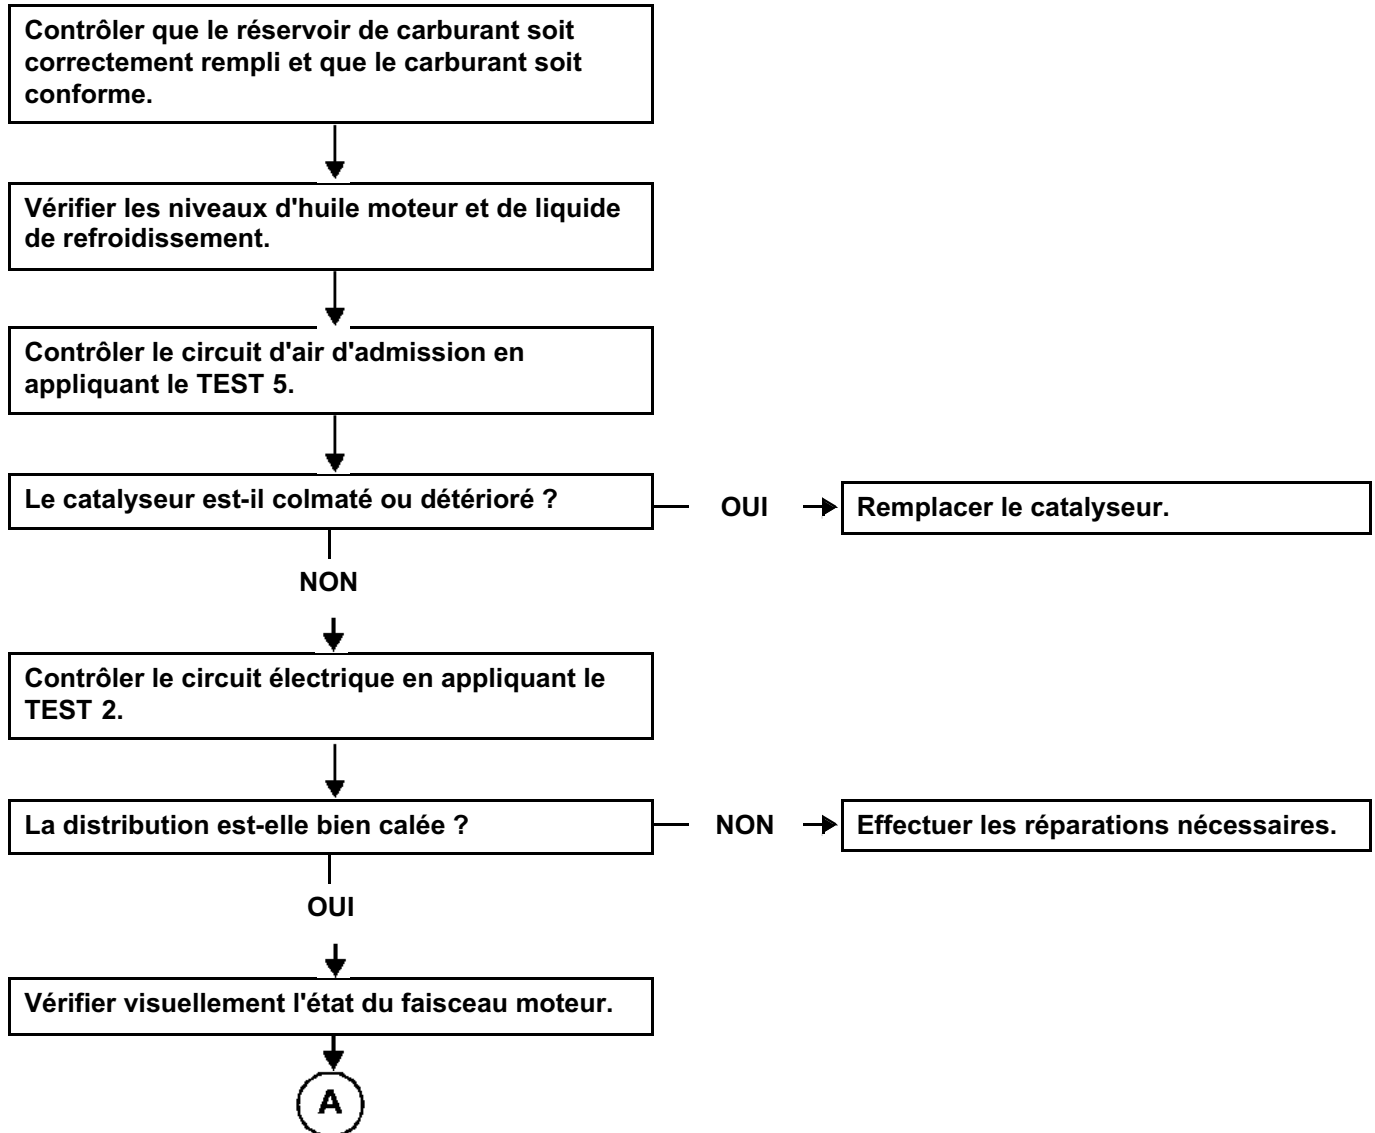 Contrôler que le réservoir de carburant soit
correctement rempli et que le carburant soit
conforme.
Vérifier les niveaux d'huile moteur et de liquide
de refroidissement.
Contrôler le circuit d'air d'admission en
appliquant le TEST 5.
Le catalyseur est-il colmaté ou détérioré ?
OUI
Remplacer le catalyseur.
NON
Contrôler le circuit électrique en appliquant le
TEST 2.
La distribution est-elle bien calée ?
NON
Effectuer les réparations nécessaires.
OUI
Vérifier visuellement l'état du faisceau moteur.
A